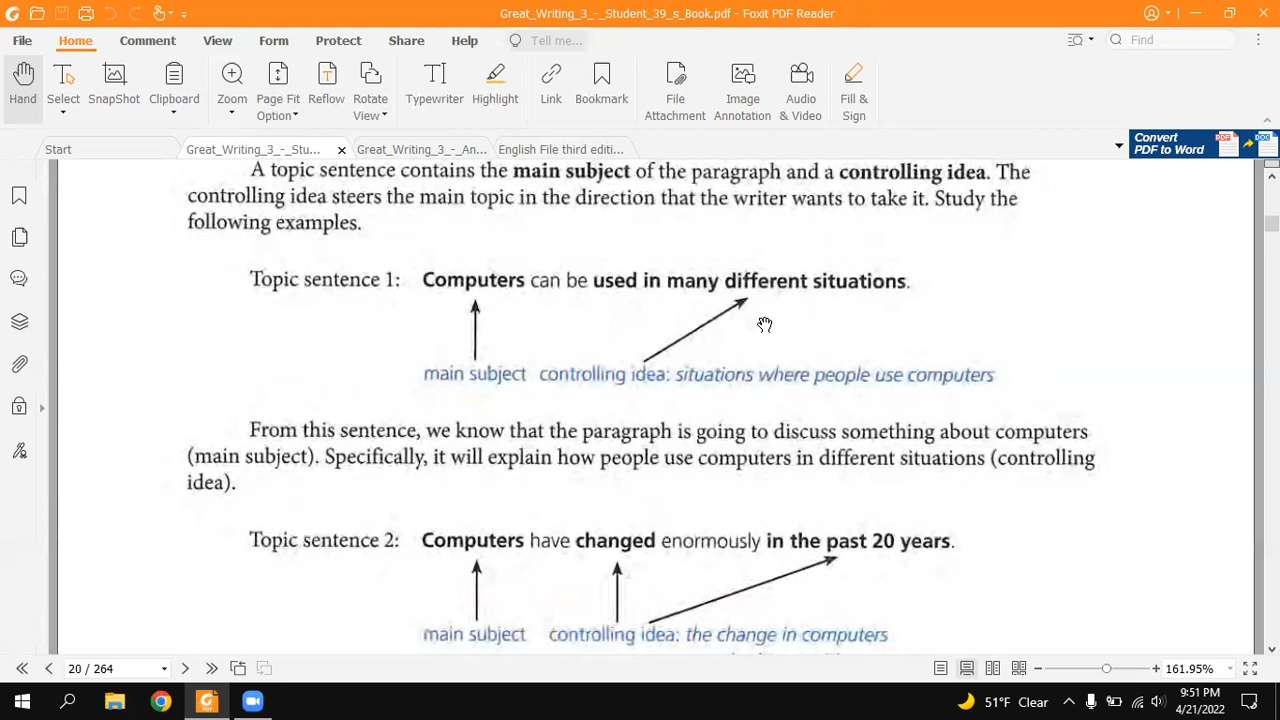 Great_Writing_3_-_Student_39_s_Book.pdf - Foxit PDF Reader
File Home Comment View Form Protect Share Help Tell me... Find
Hand Select SnapShot Clipboard Zoom Page Fit Option Reflow Rotate View Typewriter Highlight Link Bookmark File Attachment Image Annotation Audio & Video Fill & Sign
Start Great_Writing_3_-_Stu... Great_Writing_2_-_An... English File third editi... Convert PDF to Word
A topic sentence contains the main subject of the paragraph and a controlling idea. The
controlling idea steers the main topic in the direction that the writer wants to take it. Study the
following examples.
Topic sentence 1: Computers can be used in many different situations.
main subject controlling idea: situations where people use computers
From this sentence, we know that the paragraph is going to discuss something about computers
(main subject). Specifically, it will explain how people use computers in different situations (controlling
idea).
Topic sentence 2: Computers have changed enormously in the past 20 years.
main subject controlling idea: the change in computers
20 / 264 161.95%
51°F Clear 9:51 PM
4/21/2022